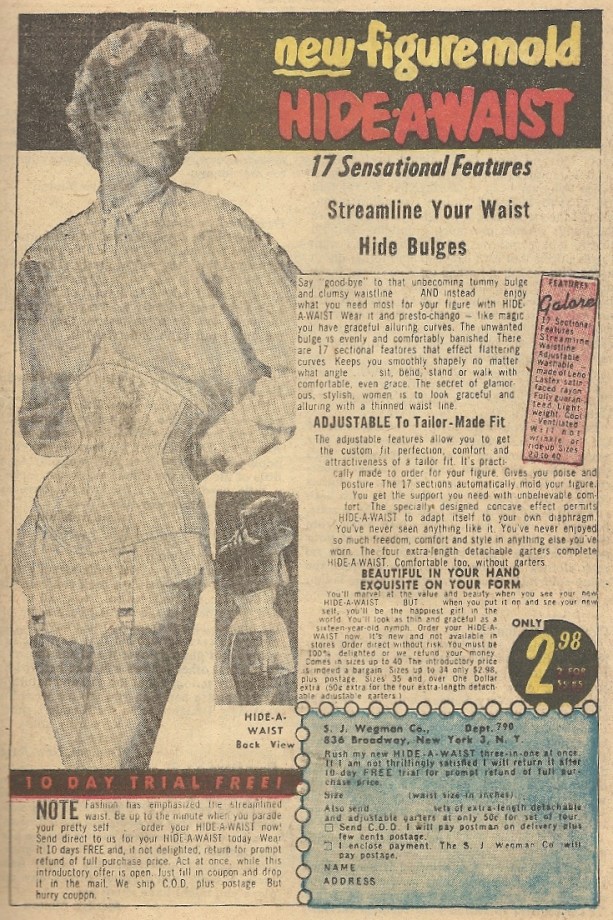 new figure mold
HIDE-A-WAIST
17 Sensational Features
Streamline Your Waist
Hide Bulges
Say "good-bye" to that unbecoming tummy bulge
and clumsy waistline AND instead enjoy
what you need most for your figure with HIDE-
A-WAIST Wear it and presto-chango — like magic
you have graceful alluring curves. The unwanted
bulge is evenly and comfortably banished. There
are 17 sectional features that effect flattering
curves Keeps you smoothly shapely no matter
what angle sit, bend, stand or walk with
comfortable, even grace. The secret of glamor-
ous, stylish, women is to look graceful and
alluring with a thinned waist line.
FEATURES
Galore
17 Sectional
Features
Streamline
Waistline
Adjustable
washable
made of Leno
Lastex satin
faced rayon
Fully guaran-
teed. Light
weight. Cool
Ventilated
Will not
wrinkle or
ride up Sizes
20 to 40
ADJUSTABLE To Tailor-Made Fit
The adjustable features allow you to get
the custom fit perfection, comfort and
attractiveness of a tailor fit. It's practi-
cally made to order for your figure. Gives you poise and
posture. The 17 sections automatically mold your figure.
You get the support you need with unbelievable com-
fort. The specially designed concave effect permits
HIDE-A-WAIST to adapt itself to your own diaphragm.
You've never seen anything like it. You've never enjoyed
so much freedom, comfort and style in anything else you've
worn. The four extra-length detachable garters complete
HIDE-A-WAIST. Comfortable too, without garters.
BEAUTIFUL IN YOUR HAND
EXQUISITE ON YOUR FORM
You'll marvel at the value and beauty when you see your new
HIDE-A-WAIST BUT when you put it on and see your new
self, you'll be the happiest girl in the
world. You'll look as thin and graceful as a
sixteen-year-old nymph. Order your HIDE-A-
WAIST now. It's new and not available in
stores Order direct without risk. You must be
100% delighted or we refund your money.
Comes in sizes up to 40 The introductory price
is indeed a bargain. Sizes up to 34 only $2.98,
plus postage. Sizes 35 and over One Dollar
extra (50c extra for the four extra-length detach-
able adjustable garters.)
ONLY
2.98
2 FOR
HIDE-A-
WAIST
Back View
10 DAY TRIAL FREE!
NOTE Fashion has emphasized the streamlined
waist. Be up to the minute when you parade
your pretty self order your HIDE-A-WAIST now!
Send direct to us for your HIDE-A-WAIST today. Wear
it 10 days FREE and, if not delighted, return for prompt
refund of full purchase price. Act at once, while this
introductory offer is open. Just fill in coupon and drop
it in the mail. We ship C.O.D. plus postage. But
hurry coupon.
S. J. Wegman Co., Dept. 790
836 Broadway, New York 3, N. Y.
Rush my new HIDE-A-WAIST three-in-one at once.
If I am not thrillingly satisfied I will return it after
10 day FREE trial for prompt refund of full pur-
chase price.
Size (waist size in inches).
Also send sets of extra-length detachable
and adjustable garters at only 50c for set of four.
Send C.O.D. I will pay postman on delivery plus
few cents postage.
I enclose payment. The S. J. Wegman Co will
pay postage.
NAME
ADDRESS